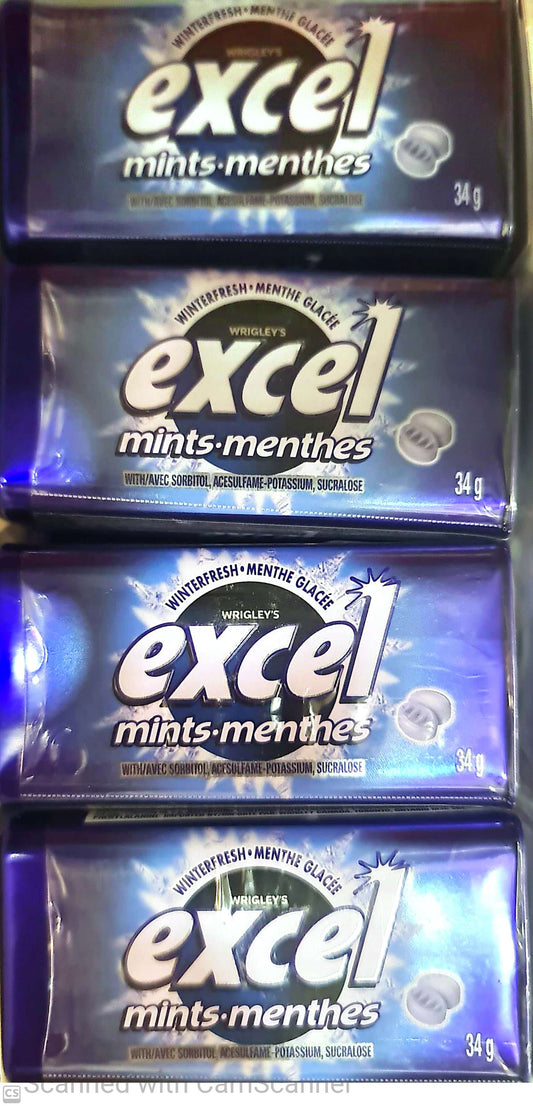 WINTERFRESH • MENTHE GLACÉE
WRIGLEY'S
excel
mints·menthes
WITH/AVEC SORBITOL, ACESULFAME-POTASSIUM, SUCRALOSE
34 g
WINTERFRESH • MENTHE GLACÉE
WRIGLEY'S
excel
mints·menthes
WITH/AVEC SORBITOL, ACESULFAME-POTASSIUM, SUCRALOSE
34 g
WINTERFRESH • MENTHE GLACÉE
WRIGLEY'S
excel
mints·menthes
WITH/AVEC SORBITOL, ACESULFAME-POTASSIUM, SUCRALOSE
34 g
WINTERFRESH • MENTHE GLACÉE
WRIGLEY'S
excel
mints·menthes
WITH/AVEC SORBITOL, ACESULFAME-POTASSIUM, SUCRALOSE
34 g
CS Scanned with CamScanner